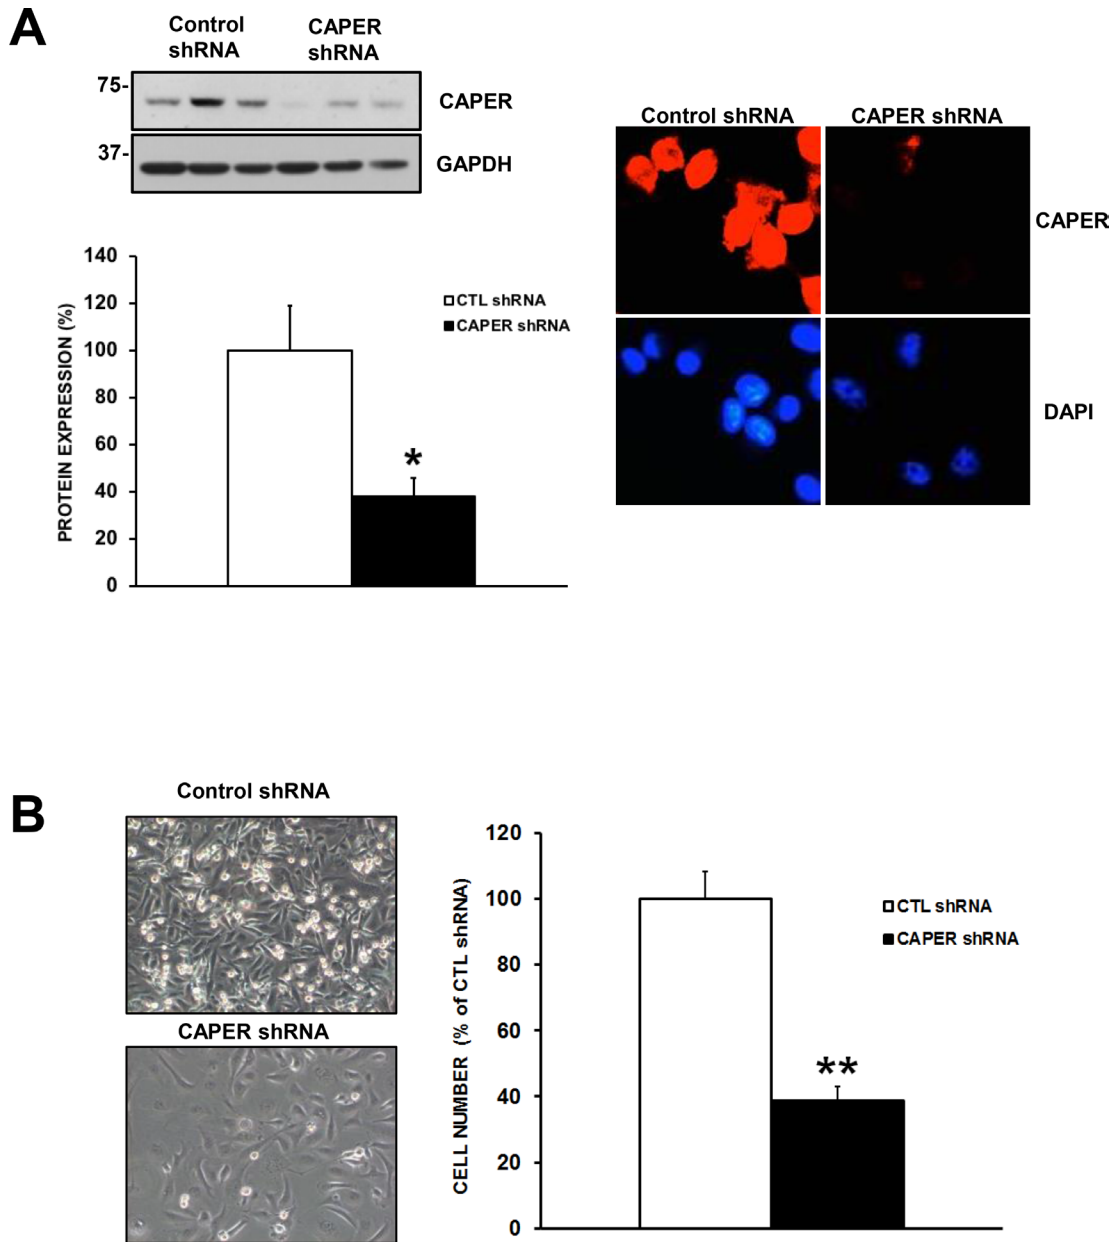 A
Control
shRNA
CAPER
shRNA
75-
CAPER
37-
GAPDH
Control shRNA
CAPER shRNA
CAPER
DAPI
PROTEIN EXPRESSION (%)
140
120
100
80
60
40
20
0
CTL shRNA
CAPER shRNA
*
B
Control shRNA
CAPER shRNA
CELL NUMBER (% of CTL shRNA)
120
100
80
60
40
20
0
CTL shRNA
CAPER shRNA
**